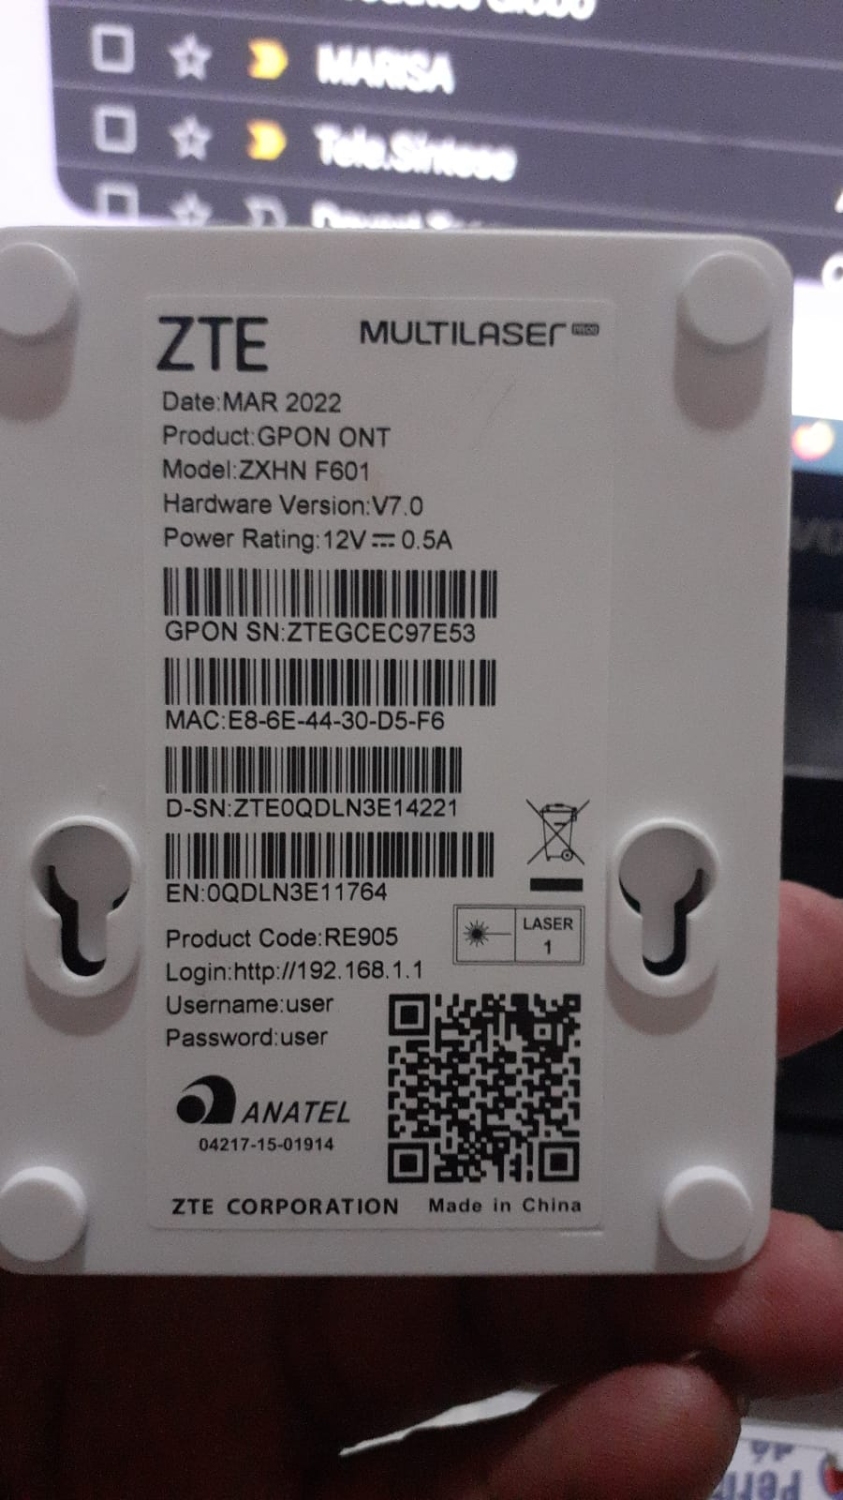 MARISA
Tele.Síntese
ZTE MULTILASER PRO
Date:MAR 2022
Product:GPON ONT
Model:ZXHN F601
Hardware Version:V7.0
Power Rating:12V⎓0.5A
GPON SN:ZTEGCEC97E53
MAC:E8-6E-44-30-D5-F6
D-SN:ZTE0QDLN3E14221
EN:0QDLN3E11764
LASER
1
Product Code:RE905
Login:http://192.168.1.1
Username:user
Password:user
ANATEL
04217-15-01914
ZTE CORPORATION Made in China